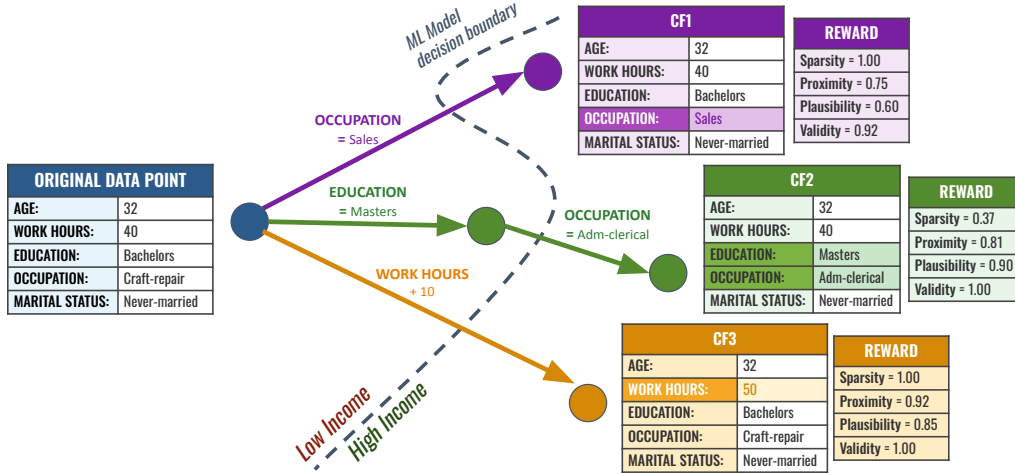 ML Model
decision boundary
CF1
AGE: 32
WORK HOURS: 40
EDUCATION: Bachelors
OCCUPATION: Sales
MARITAL STATUS: Never-married
REWARD
Sparsity = 1.00
Proximity = 0.75
Plausibility = 0.60
Validity = 0.92
OCCUPATION
= Sales
ORIGINAL DATA POINT
AGE: 32
WORK HOURS: 40
EDUCATION: Bachelors
OCCUPATION: Craft-repair
MARITAL STATUS: Never-married
EDUCATION
= Masters
OCCUPATION
= Adm-clerical
CF2
AGE: 32
WORK HOURS: 40
EDUCATION: Masters
OCCUPATION: Adm-clerical
MARITAL STATUS: Never-married
REWARD
Sparsity = 0.37
Proximity = 0.81
Plausibility = 0.90
Validity = 1.00
WORK HOURS
+ 10
CF3
AGE: 32
WORK HOURS: 50
EDUCATION: Bachelors
OCCUPATION: Craft-repair
MARITAL STATUS: Never-married
REWARD
Sparsity = 1.00
Proximity = 0.92
Plausibility = 0.85
Validity = 1.00
Low Income
High Income